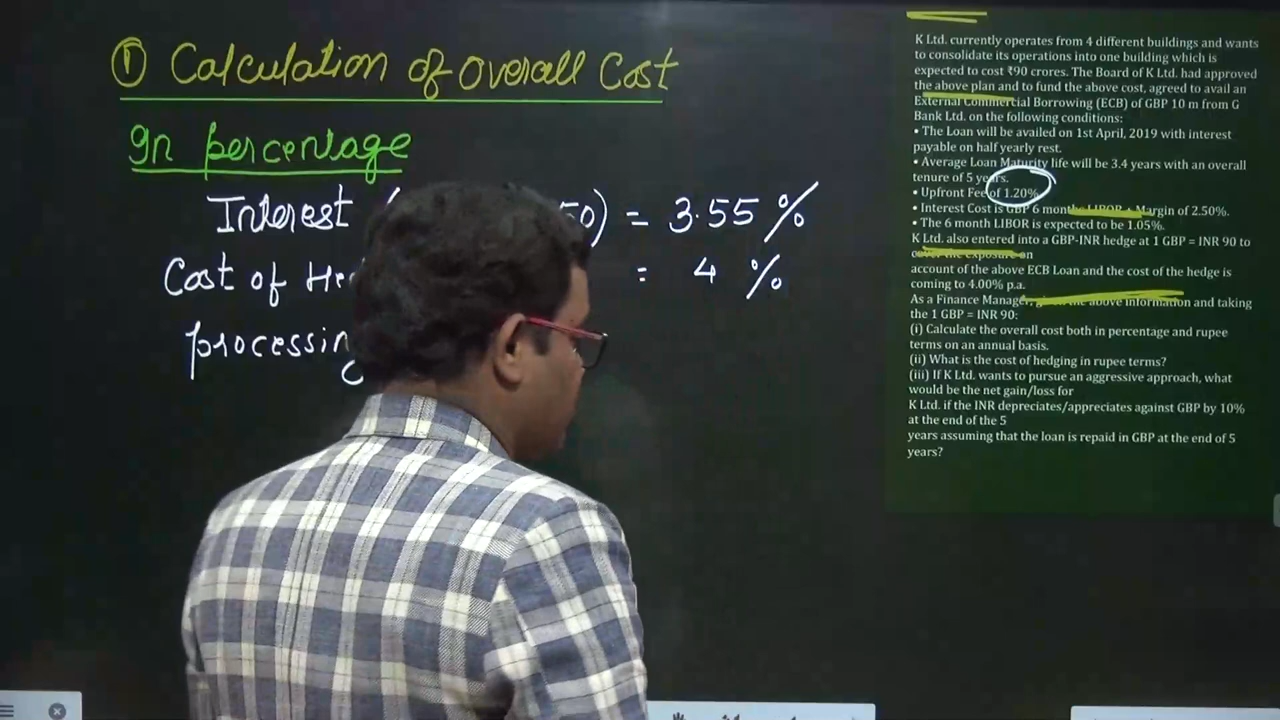 ① Calculation of Overall Cost
In percentage
Interest ( 50) = 3.55%
Cost of He = 4 %
processing
K Ltd. currently operates from 4 different buildings and wants
to consolidate its operations into one building which is
expected to cost ₹90 crores. The Board of K Ltd. had approved
the above plan and to fund the above cost, agreed to avail an
External Commercial Borrowing (ECB) of GBP 10 m from G
Bank Ltd. on the following conditions:
• The Loan will be availed on 1st April, 2019 with interest
payable on half yearly rest.
• Average Loan Maturity life will be 3.4 years with an overall
tenure of 5 years.
• Upfront Fee of 1.20%
• Interest Cost is GBP 6 months LIBOR + Margin of 2.50%.
• The 6 month LIBOR is expected to be 1.05%.
K Ltd. also entered into a GBP-INR hedge at 1 GBP = INR 90 to
cover the exposure on
account of the above ECB Loan and the cost of the hedge is
coming to 4.00% p.a.
As a Finance Manager, given the above information and taking
the 1 GBP = INR 90:
(i) Calculate the overall cost both in percentage and rupee
terms on an annual basis.
(ii) What is the cost of hedging in rupee terms?
(iii) If K Ltd. wants to pursue an aggressive approach, what
would be the net gain/loss for
K Ltd. if the INR depreciates/appreciates against GBP by 10%
at the end of the 5
years assuming that the loan is repaid in GBP at the end of 5
years?